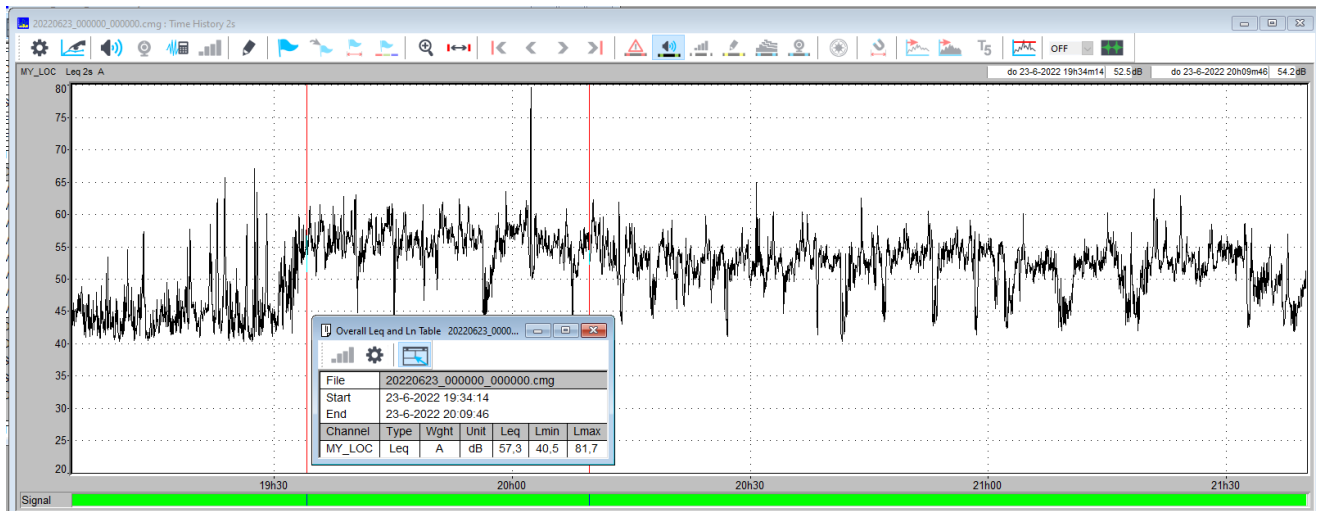 20220623_000000_000000.cmg : Time History 2s
T5
OFF
MY_LOC Leq 2s A
do 23-6-2022 19h34m14 52.5dB do 23-6-2022 20h09m46 54.2dB
80
75
70
65
60
55
50
45
40
35
30
25
20
Overall Leq and Ln Table 20220623_0000...
File 20220623_000000_000000.cmg
Start 23-6-2022 19:34:14
End 23-6-2022 20:09:46
Channel Type Wght Unit Leq Lmin Lmax
MY_LOC Leq A dB 57,3 40,5 81,7
19h30 20h00 20h30 21h00 21h30
Signal